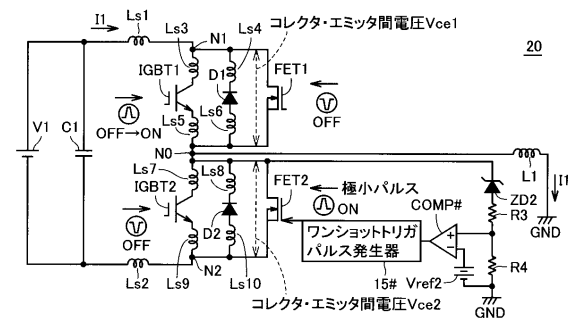 I1
Ls1
Ls3
N1
Ls4
コレクタ・エミッタ間電圧Vce1
20
IGBT1
D1
FET1
OFF→ON
Ls5
Ls6
OFF
V1
C1
N0
L1
Ls7
Ls8
FET2
極小パルス
ZD2
I1
IGBT2
ON
COMP#
R3
GND
OFF
D2
ワンショットトリガ
パルス発生器
+
−
R4
Ls2
Ls9
N2
Ls10
15#
Vref2
コレクタ・エミッタ間電圧Vce2
GND